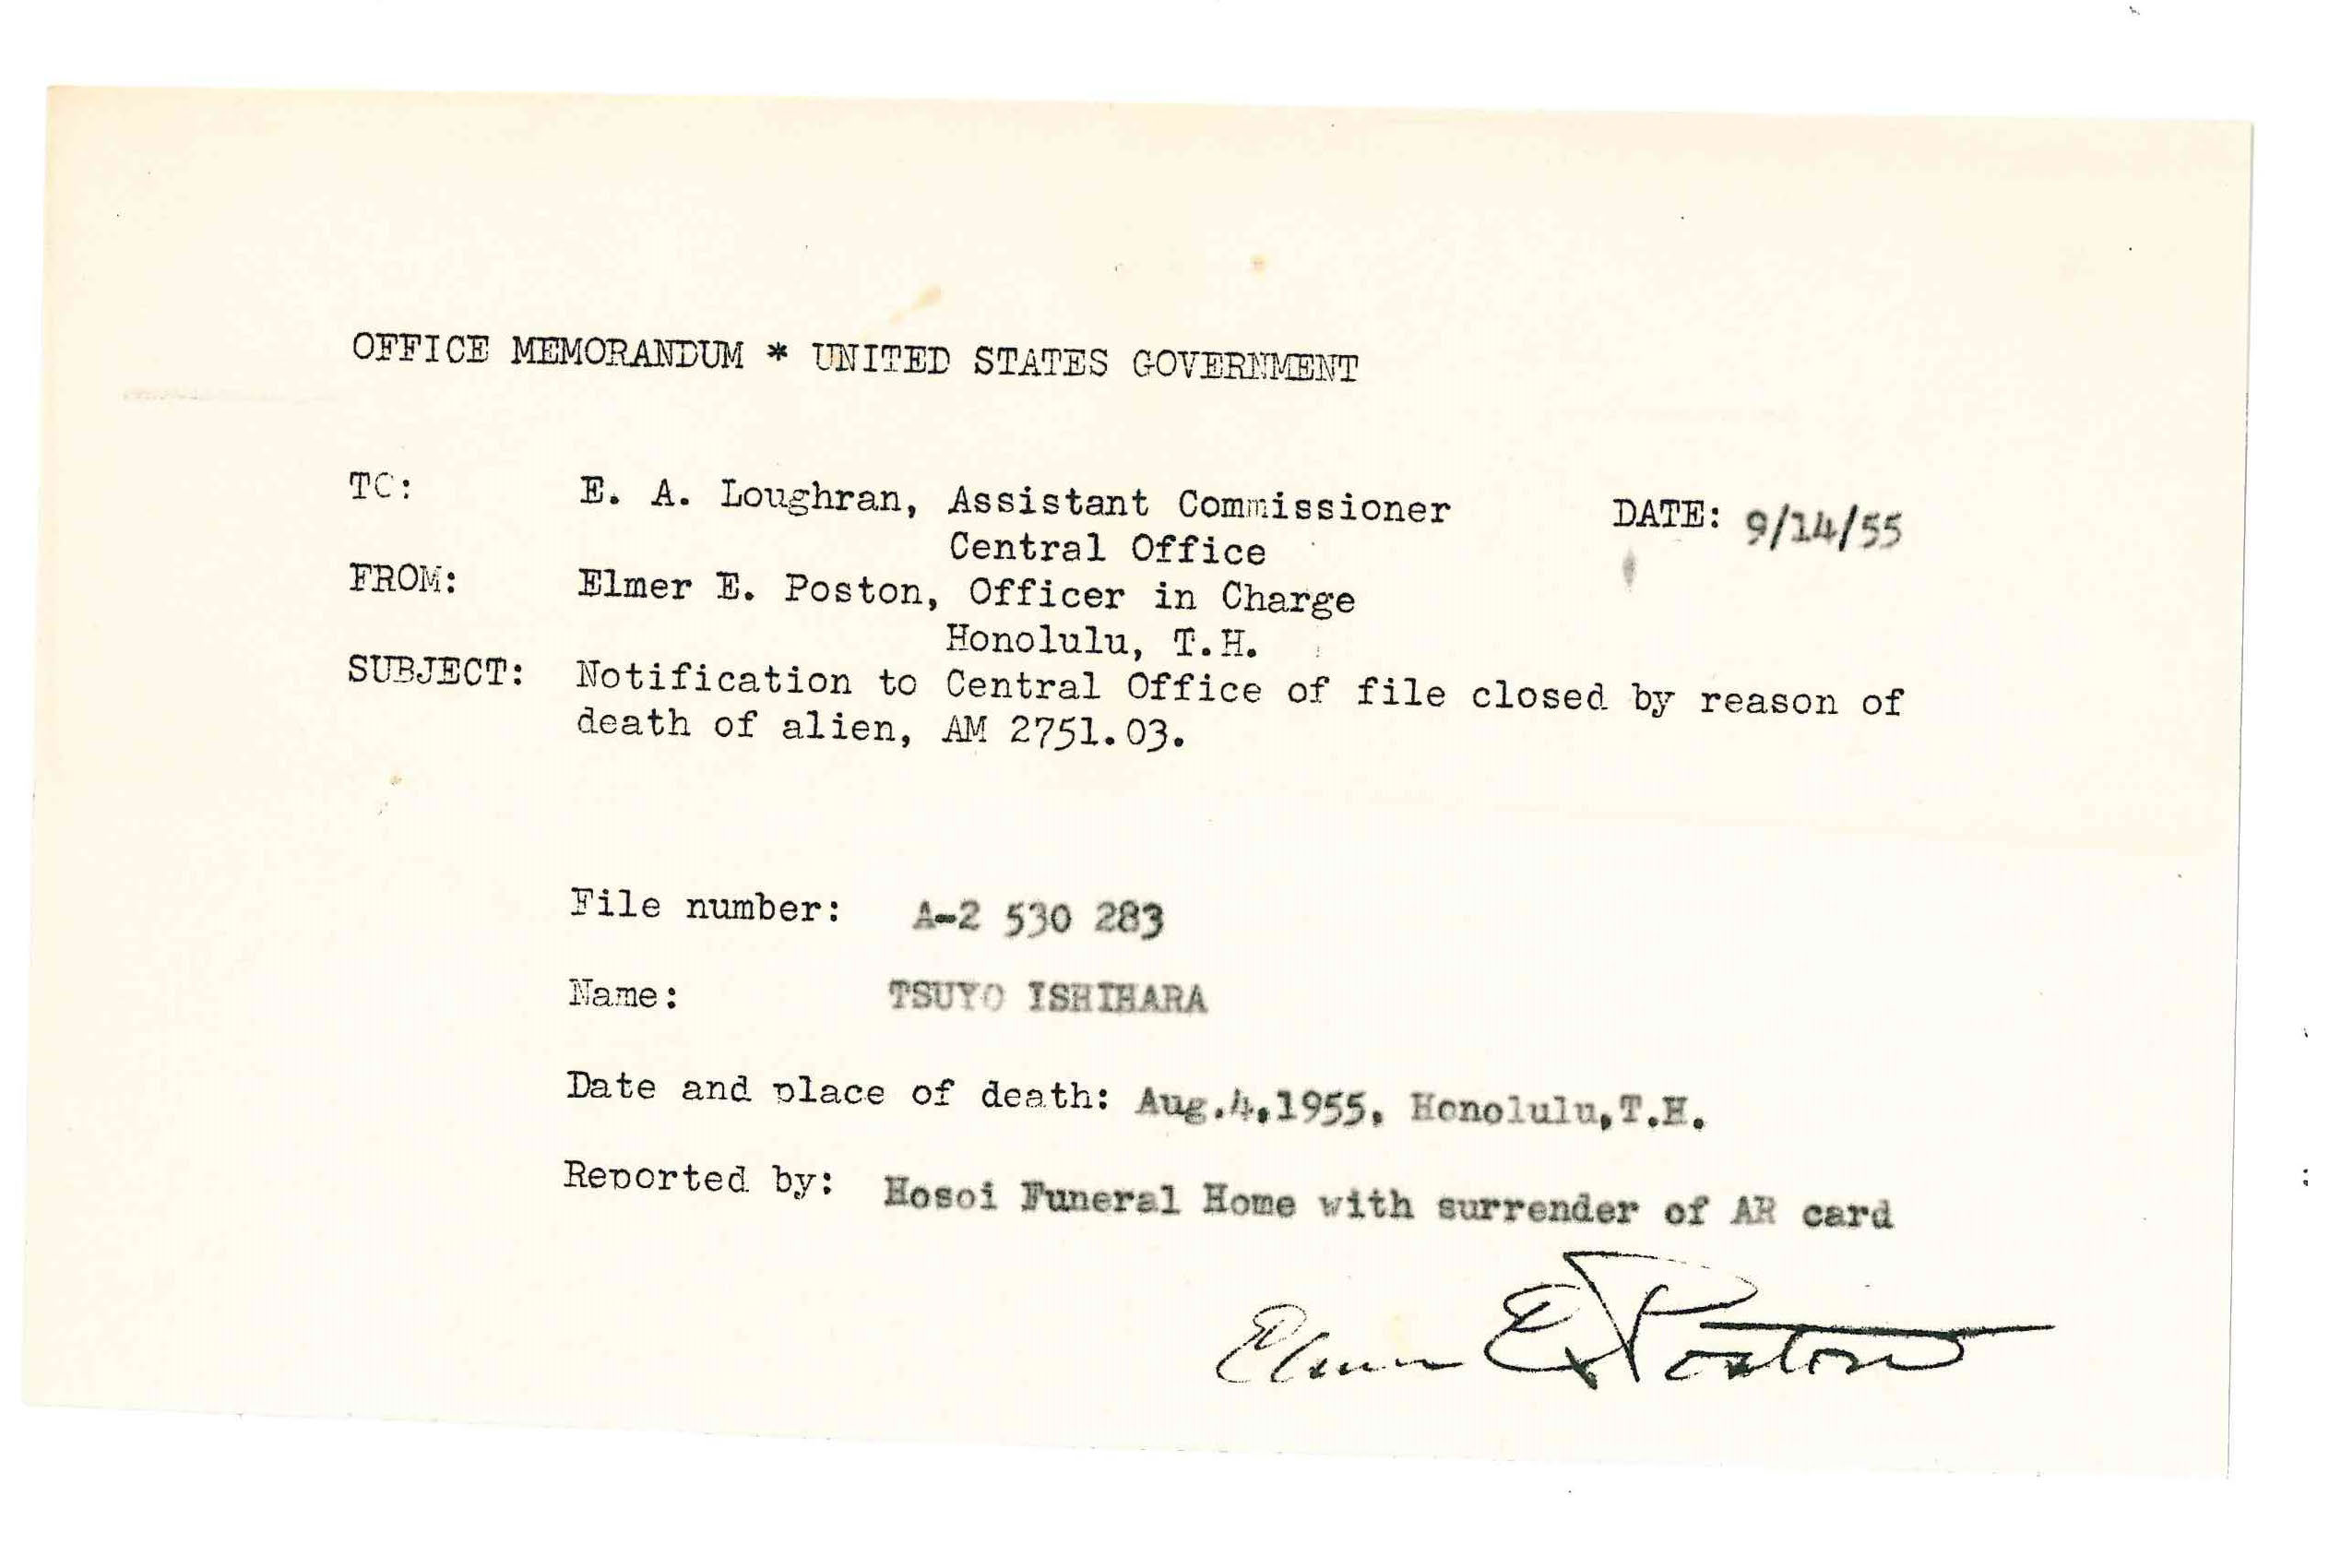 OFFICE MEMORANDUM * UNITED STATES GOVERNMENT
TO: E. A. Loughran, Assistant Commissioner DATE: 9/14/55
Central Office
FROM: Elmer E. Poston, Officer in Charge
Honolulu, T.H.
SUBJECT: Notification to Central Office of file closed by reason of
death of alien, AM 2751.03.
File number: A-2 530 283
Name: TSUYO ISHIHARA
Date and place of death: Aug.4,1955, Honolulu,T.H.
Reported by: Hosoi Funeral Home with surrender of AR card
Elmer E Poston